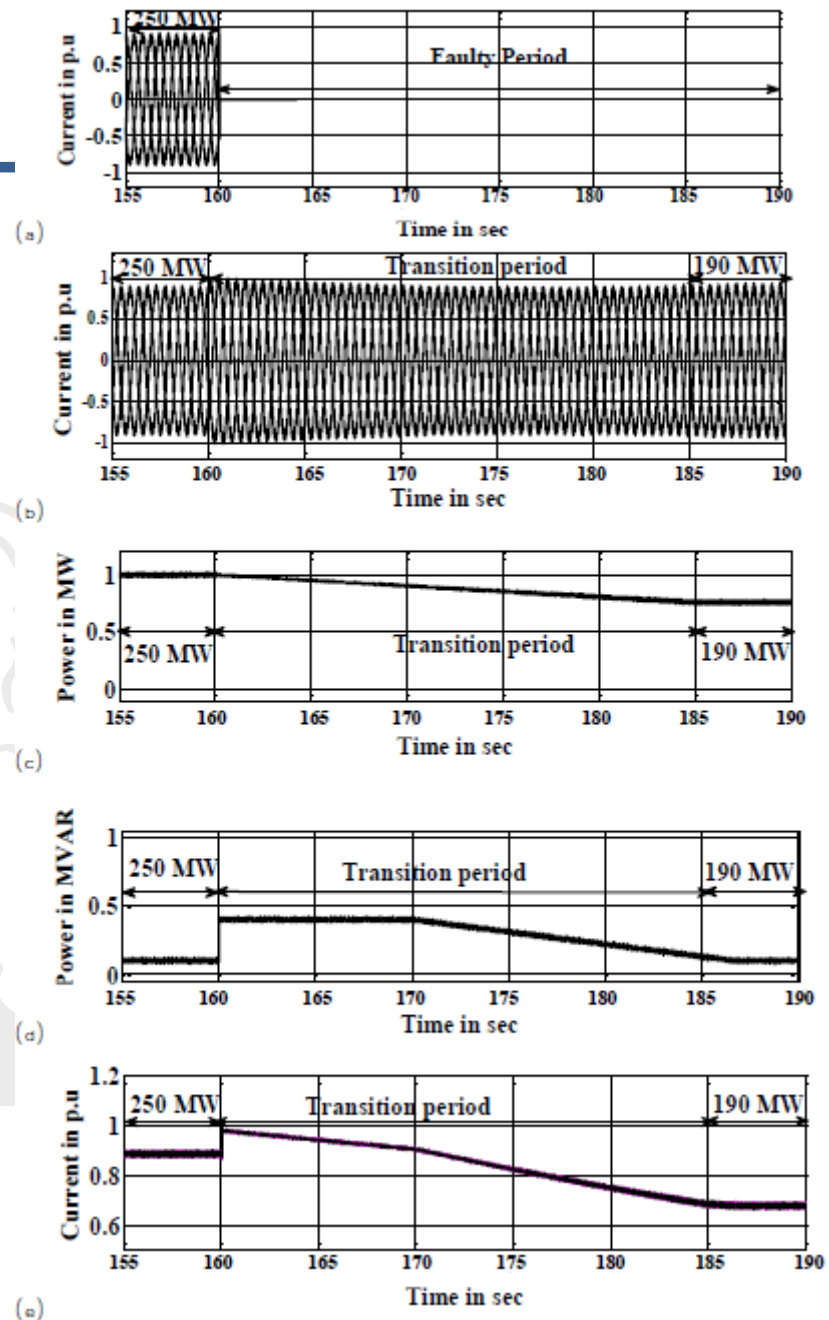 250 MW
Faulty Period
Current in p.u
1
0.5
0
-0.5
-1
155 160 165 170 175 180 185 190
Time in sec
(a)
250 MW Transition period 190 MW
Current in p.u
1
0.5
0
-0.5
-1
155 160 165 170 175 180 185 190
Time in sec
(b)
Power in MW
1
0.5
0
250 MW Transition period 190 MW
155 160 165 170 175 180 185 190
Time in sec
(c)
Power in MVAR
1
0.5
0
250 MW Transition period 190 MW
155 160 165 170 175 180 185 190
Time in sec
(d)
Current in p.u
1.2
1
0.8
0.6
250 MW Transition period 190 MW
155 160 165 170 175 180 185 190
Time in sec
(e)